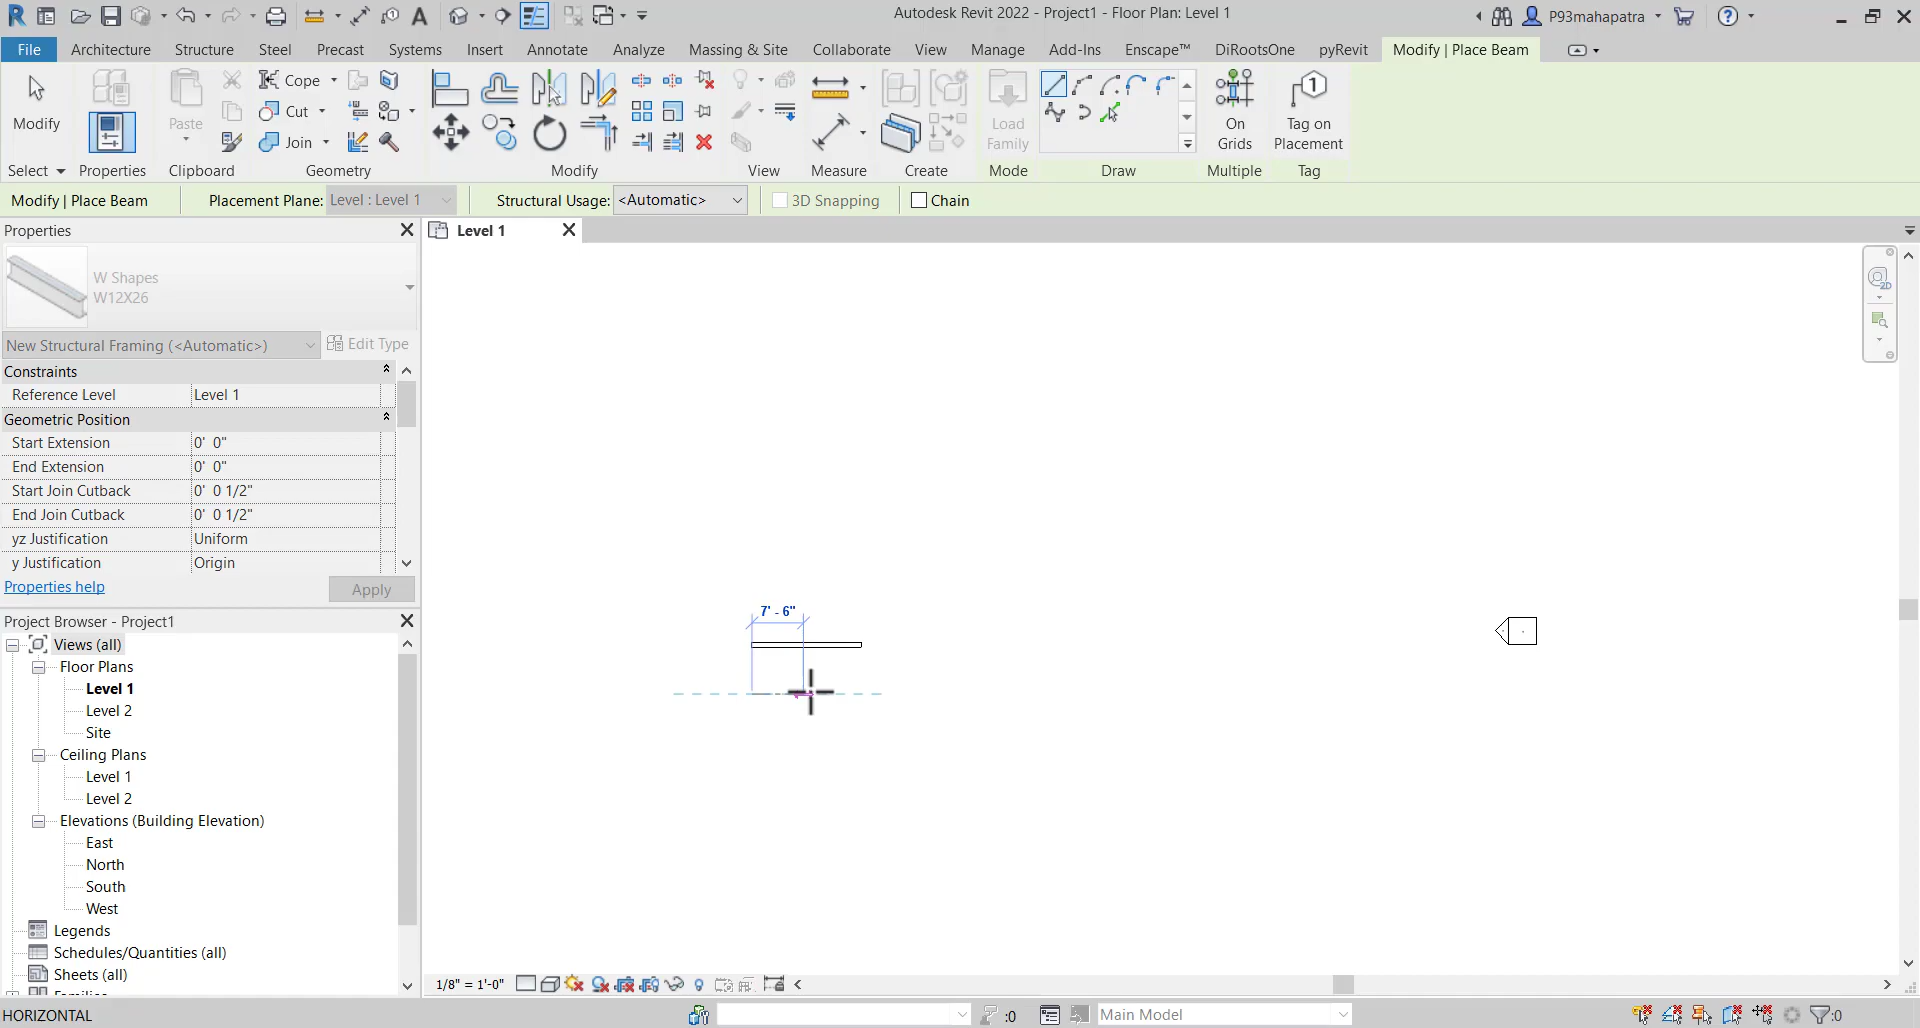 Autodesk Revit 2022 - Project1 - Floor Plan: Level 1
P93mahapatra
File Architecture Structure Steel Precast Systems Insert Annotate Analyze Massing & Site Collaborate View Manage Add-Ins Enscape™ DiRootsOne pyRevit Modify | Place Beam
Modify
Paste
Cope
Cut
Join
Load
Family
On
Grids
Tag on
Placement
Select Properties Clipboard Geometry Modify View Measure Create Mode Draw Multiple Tag
Modify | Place Beam Placement Plane: Level : Level 1 Structural Usage: <Automatic> 3D Snapping Chain
Properties
Level 1
W Shapes
W12X26
New Structural Framing (<Automatic>) Edit Type
Constraints
Reference Level Level 1
Geometric Position
Start Extension 0' 0"
End Extension 0' 0"
Start Join Cutback 0' 0 1/2"
End Join Cutback 0' 0 1/2"
yz Justification Uniform
y Justification Origin
Properties help Apply
Project Browser - Project1
Views (all)
Floor Plans
Level 1
Level 2
Site
Ceiling Plans
Level 1
Level 2
Elevations (Building Elevation)
East
North
South
West
Legends
Schedules/Quantities (all)
Sheets (all)
7' - 6"
2D
1/8" = 1'-0"
HORIZONTAL
:0
Main Model
:0